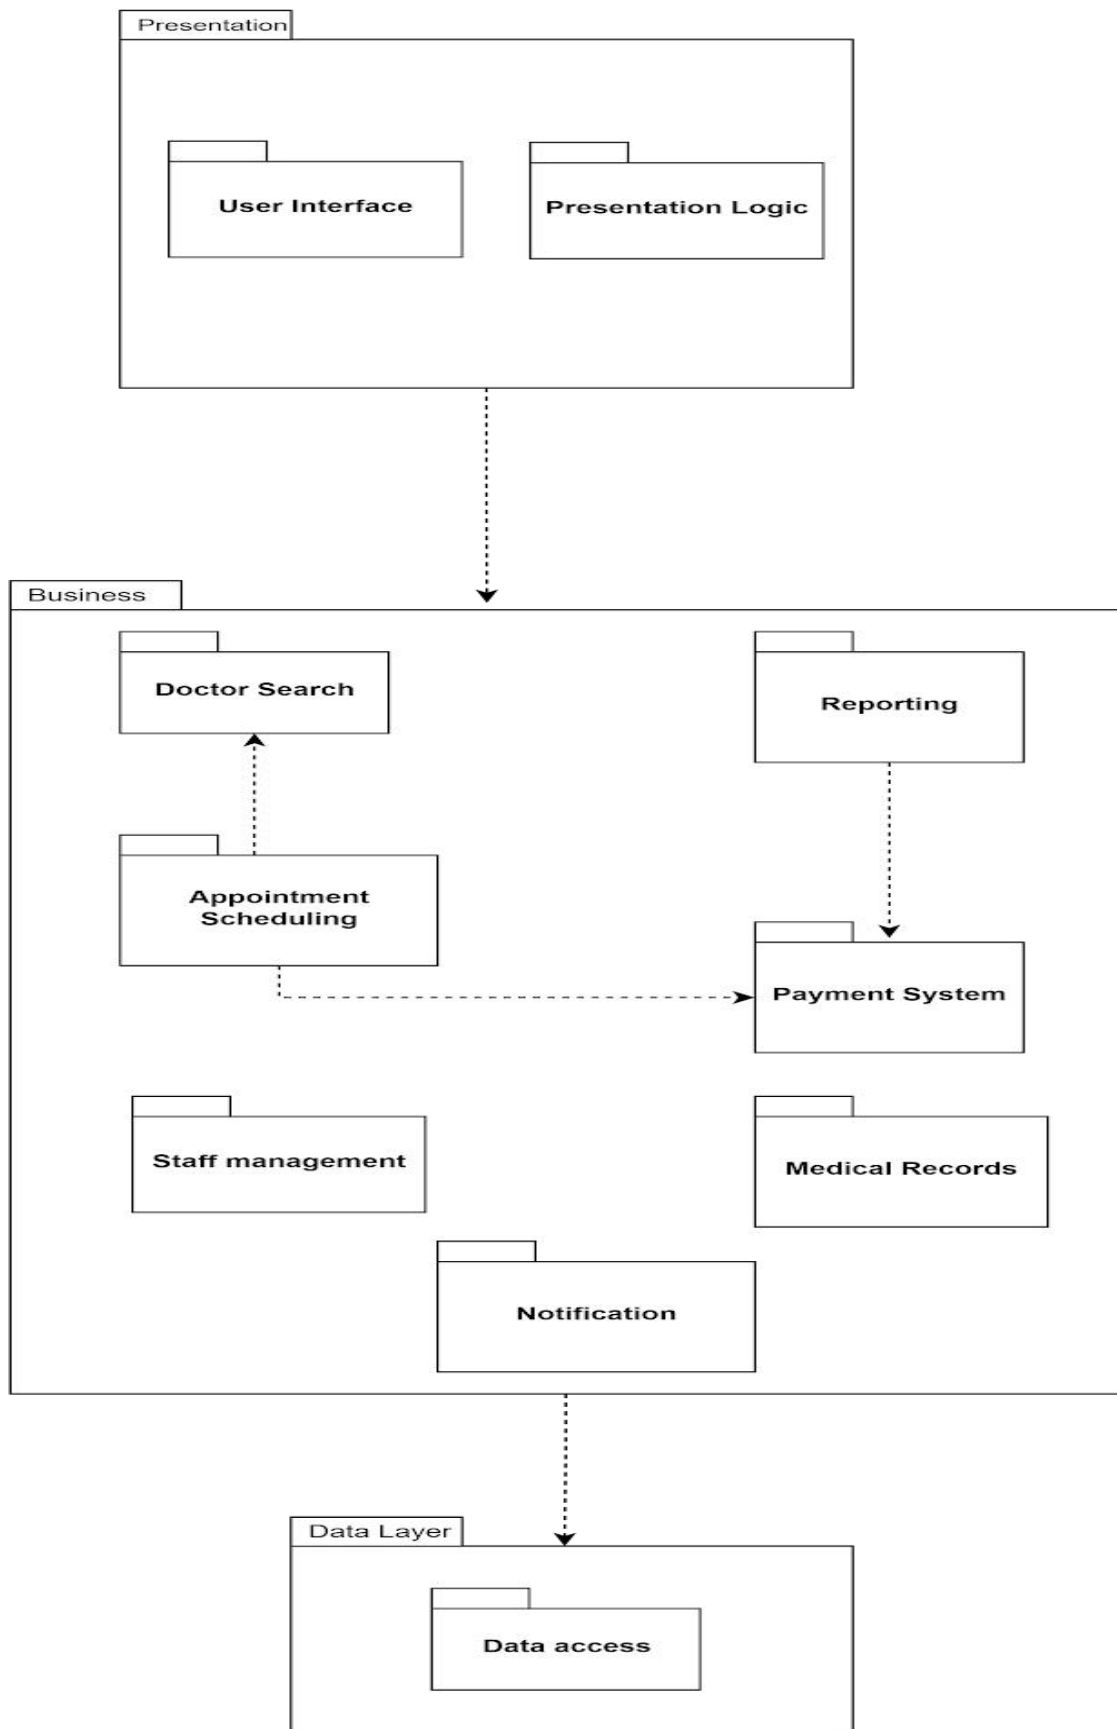 Presentation
User Interface
Presentation Logic
Business
Doctor Search
Reporting
Appointment
Scheduling
Payment System
Staff management
Medical Records
Notification
Data Layer
Data access